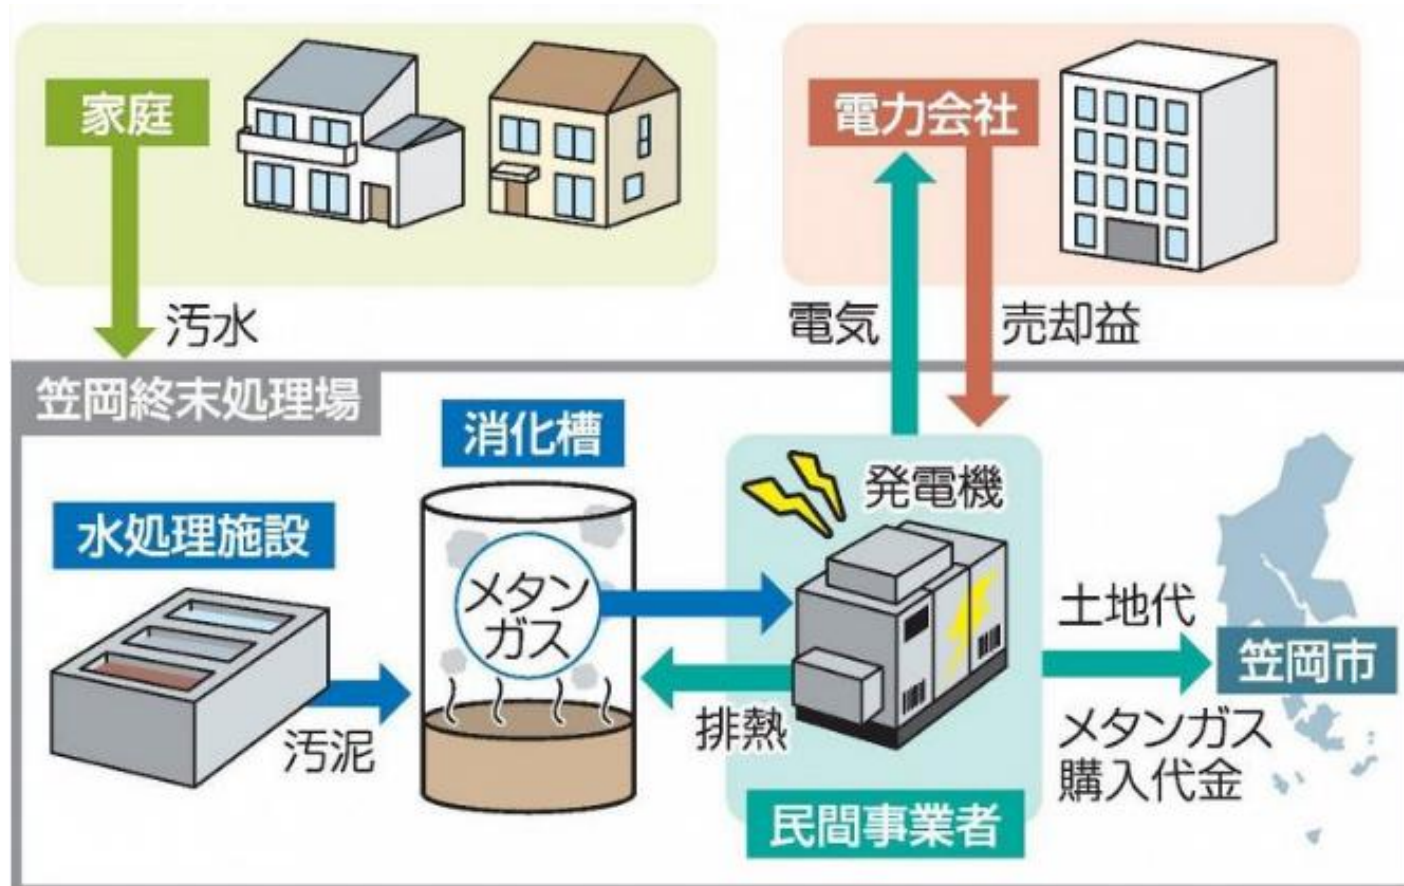 家庭
電力会社
汚水
電気
売却益
笠岡終末処理場
消化槽
発電機
水処理施設
メタン
ガス
土地代
笠岡市
汚泥
排熱
メタンガス
購入代金
民間事業者